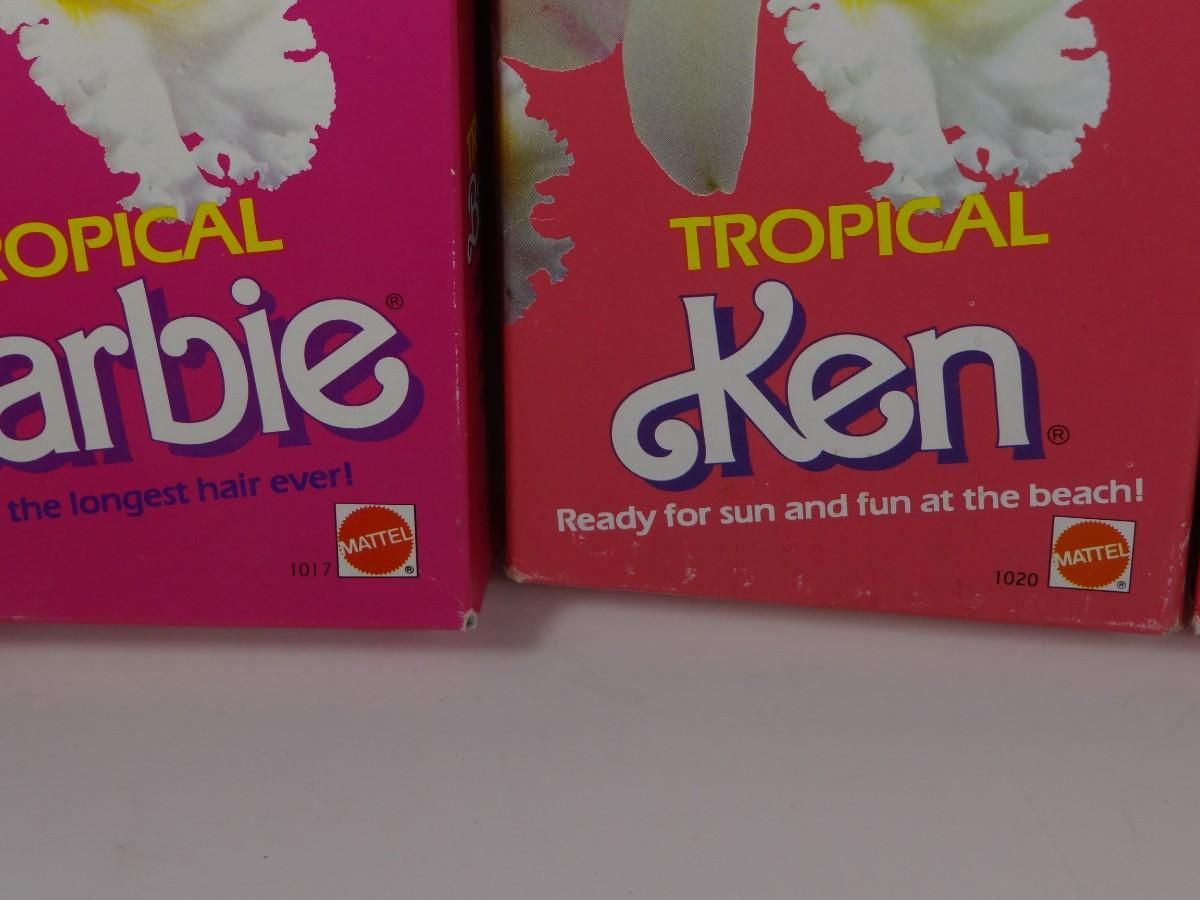 ROPICAL
arbie®
the longest hair ever!
MATTEL®
1017
TROPICAL
Ken®
Ready for sun and fun at the beach!
MATTEL®
1020